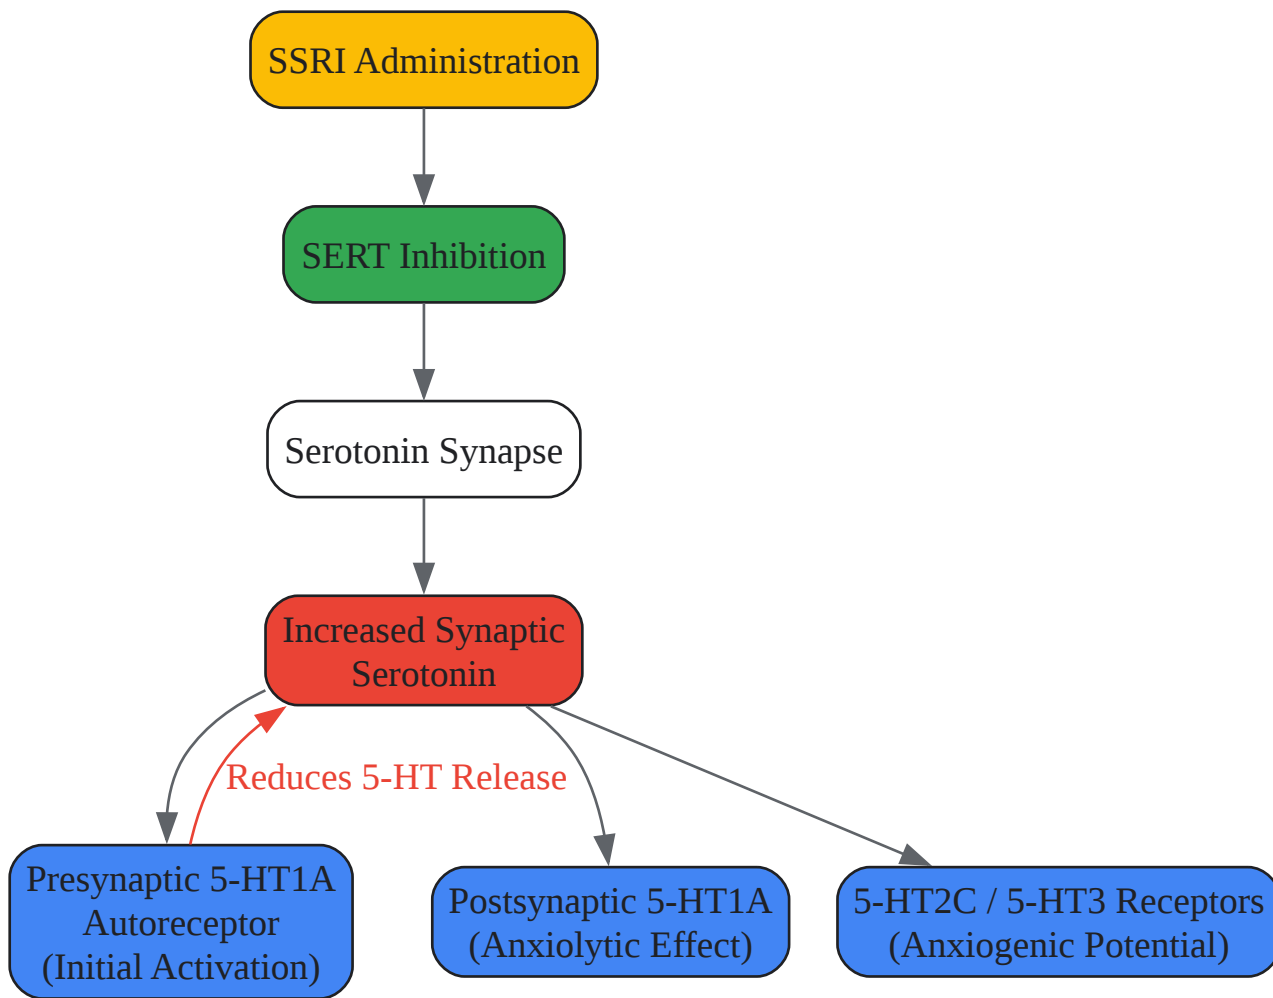 SSRI Administration
SERT Inhibition
Serotonin Synapse
Increased Synaptic
Serotonin
Reduces 5-HT Release
Presynaptic 5-HT1A
Autoreceptor
(Initial Activation)
Postsynaptic 5-HT1A
(Anxiolytic Effect)
5-HT2C / 5-HT3 Receptors
(Anxiogenic Potential)